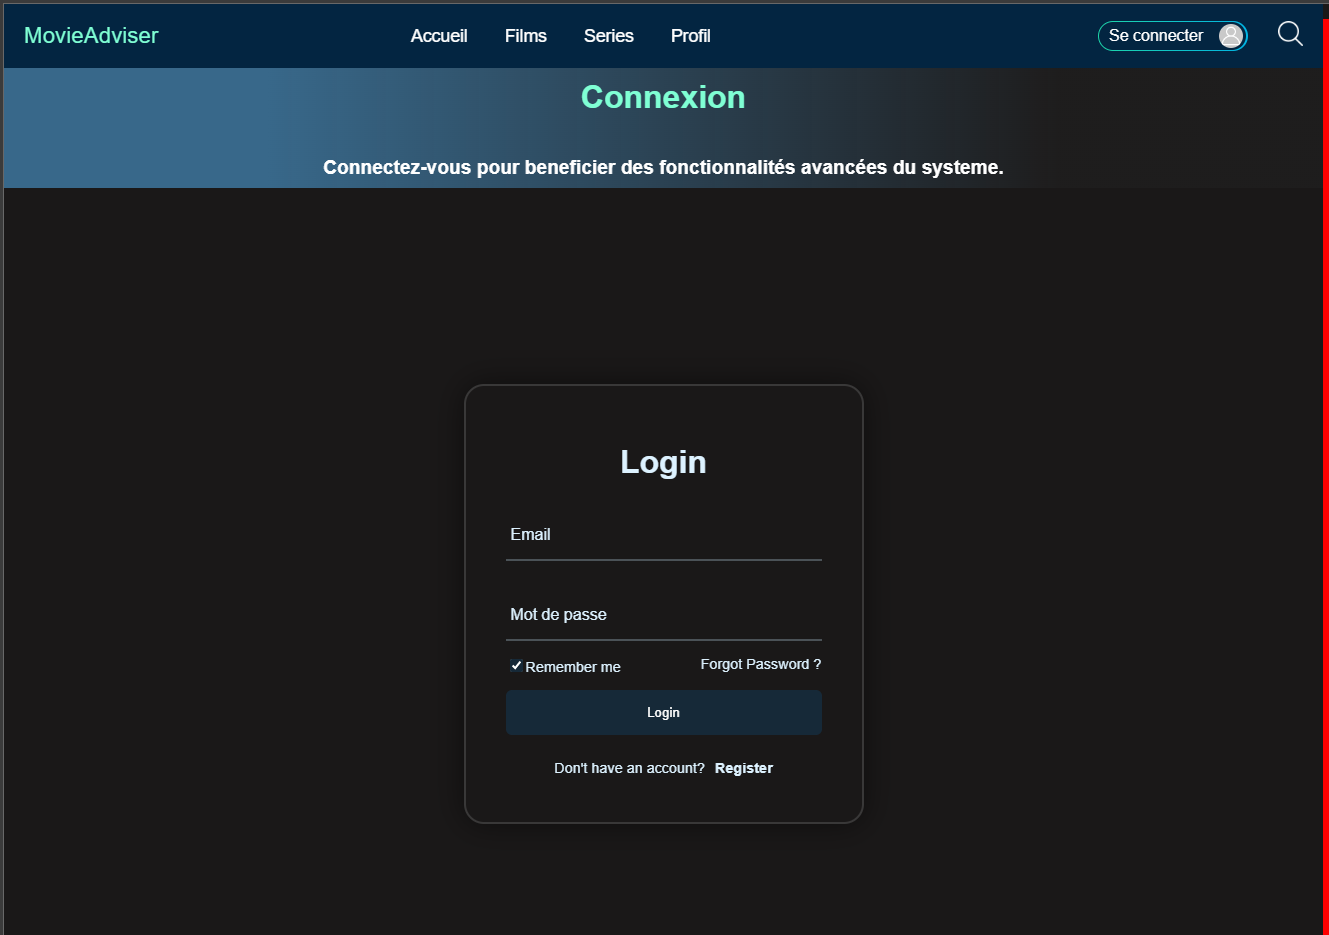 MovieAdviser Accueil Films Series Profil Se connecter
Connexion
Connectez-vous pour beneficier des fonctionnalités avancées du systeme.
Login
Email
Mot de passe
Remember me Forgot Password ?
Login
Don't have an account? Register